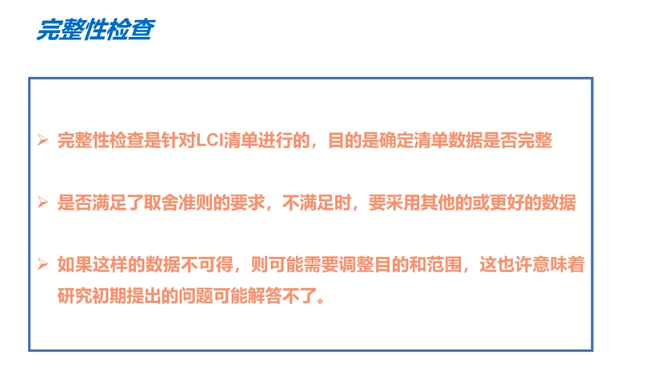 完整性检查
➢ 完整性检查是针对LCI清单进行的，目的是确定清单数据是否完整
➢ 是否满足了取舍准则的要求，不满足时，要采用其他的或更好的数据
➢ 如果这样的数据不可得，则可能需要调整目的和范围，这也许意味着
研究初期提出的问题可能解答不了。